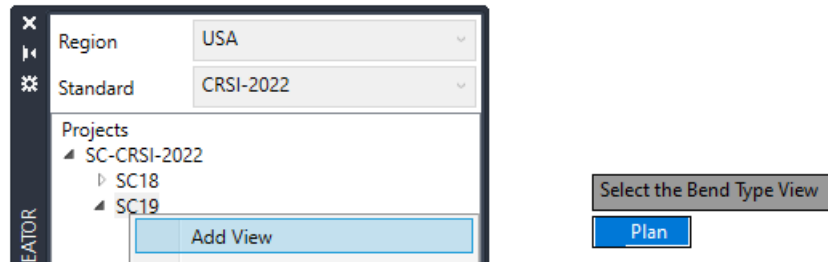 Region USA
Standard CRSI-2022
Projects
SC-CRSI-2022
SC18
SC19
Add View
EATOR
Select the Bend Type View
Plan